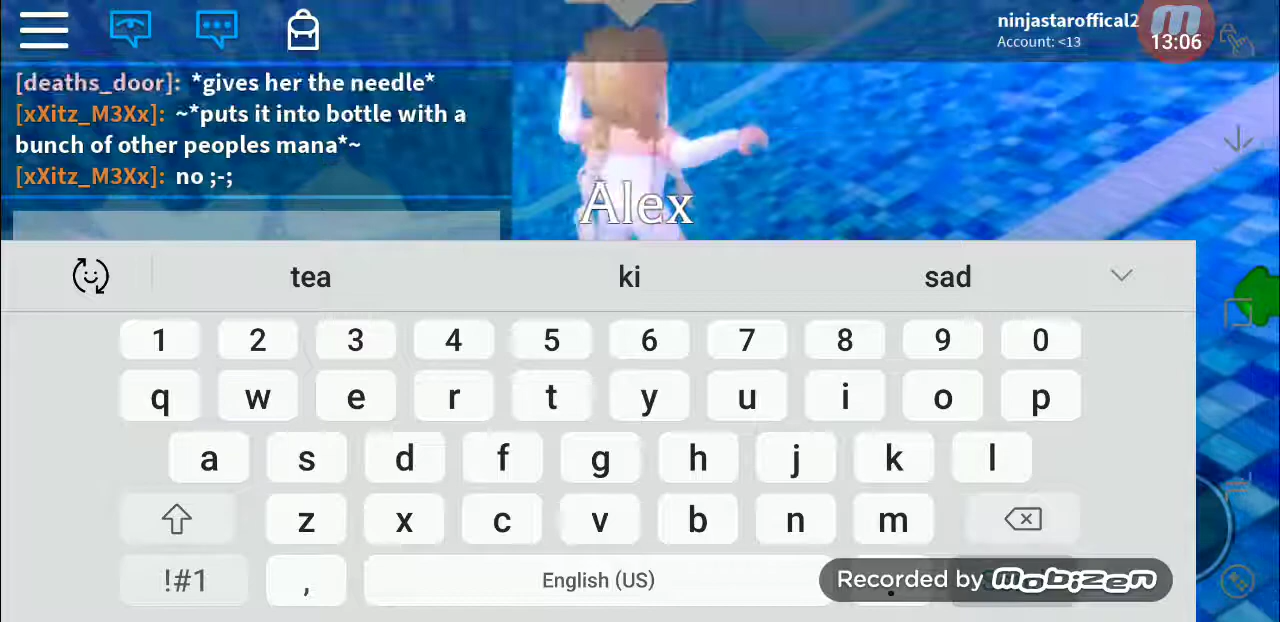 ninjastaroffical2
Account: <13
13:06
[deaths_door]: *gives her the needle*
[xXitz_M3Xx]: ~*puts it into bottle with a
bunch of other peoples mana*~
[xXitz_M3Xx]: no ;-;
Alex
tea ki sad
1 2 3 4 5 6 7 8 9 0
q w e r t y u i o p
a s d f g h j k l
z x c v b n m
!#1 , English (US) .
Recorded by mobizen